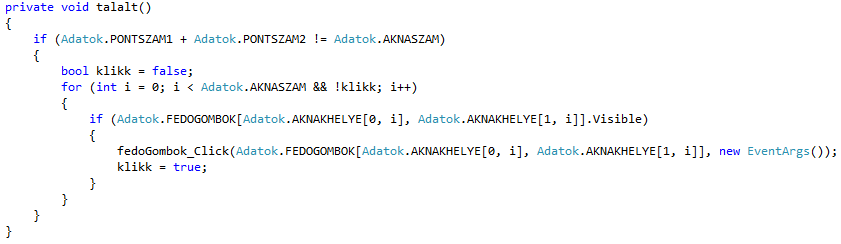 private void talalt()
{
    if (Adatok.PONTSZAM1 + Adatok.PONTSZAM2 != Adatok.AKNASZAM)
    {
        bool klikk = false;
        for (int i = 0; i < Adatok.AKNASZAM && !klikk; i++)
        {
            if (Adatok.FEDOGOMBOK[Adatok.AKNAKHELYE[0, i], Adatok.AKNAKHELYE[1, i]].Visible)
            {
                fedoGombok_Click(Adatok.FEDOGOMBOK[Adatok.AKNAKHELYE[0, i], Adatok.AKNAKHELYE[1, i]], new EventArgs());
                klikk = true;
            }
        }
    }
}